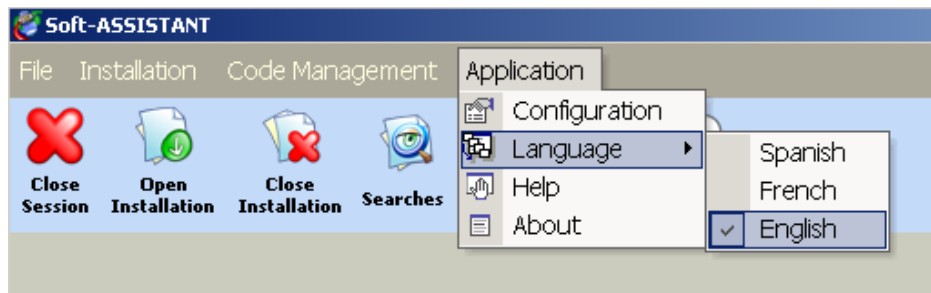 Soft-ASSISTANT
File Installation Code Management Application
Close Session
Open Installation
Close Installation
Searches
Configuration
Language
Help
About
Spanish
French
English